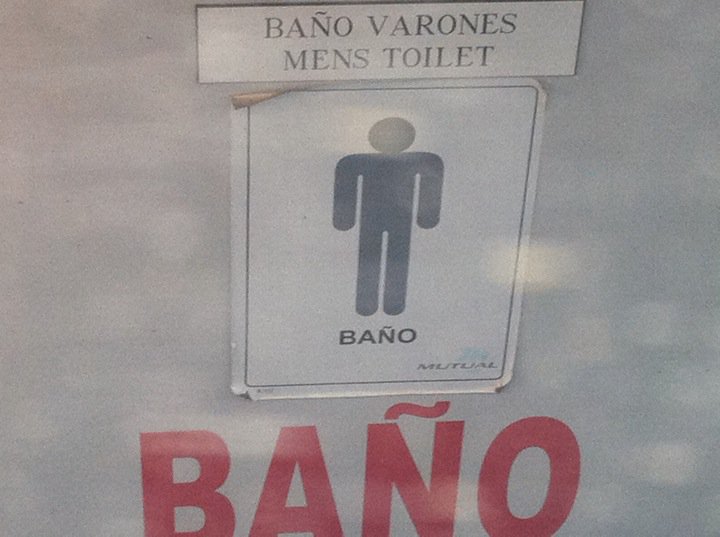 BAÑO VARONES
MENS TOILET
BAÑO
MUTUAL
BAÑO